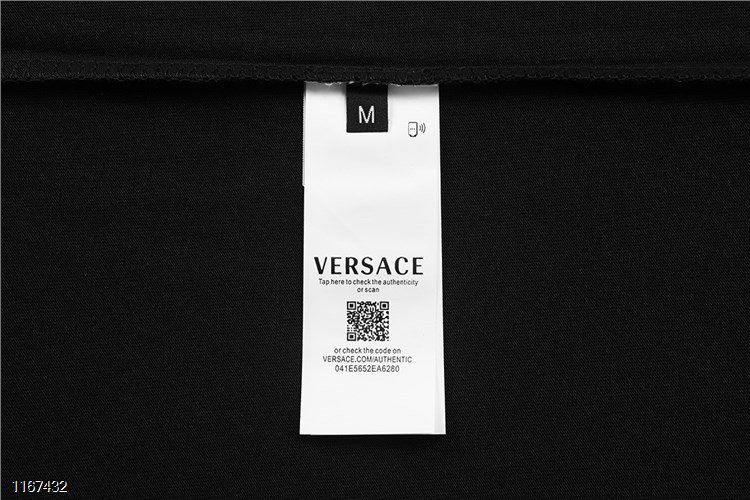 M
VERSACE
Tap here to check the authenticity
or scan
or check the code on
VERSACE.COM/AUTHENTIC
041E5652EA6280
1167432